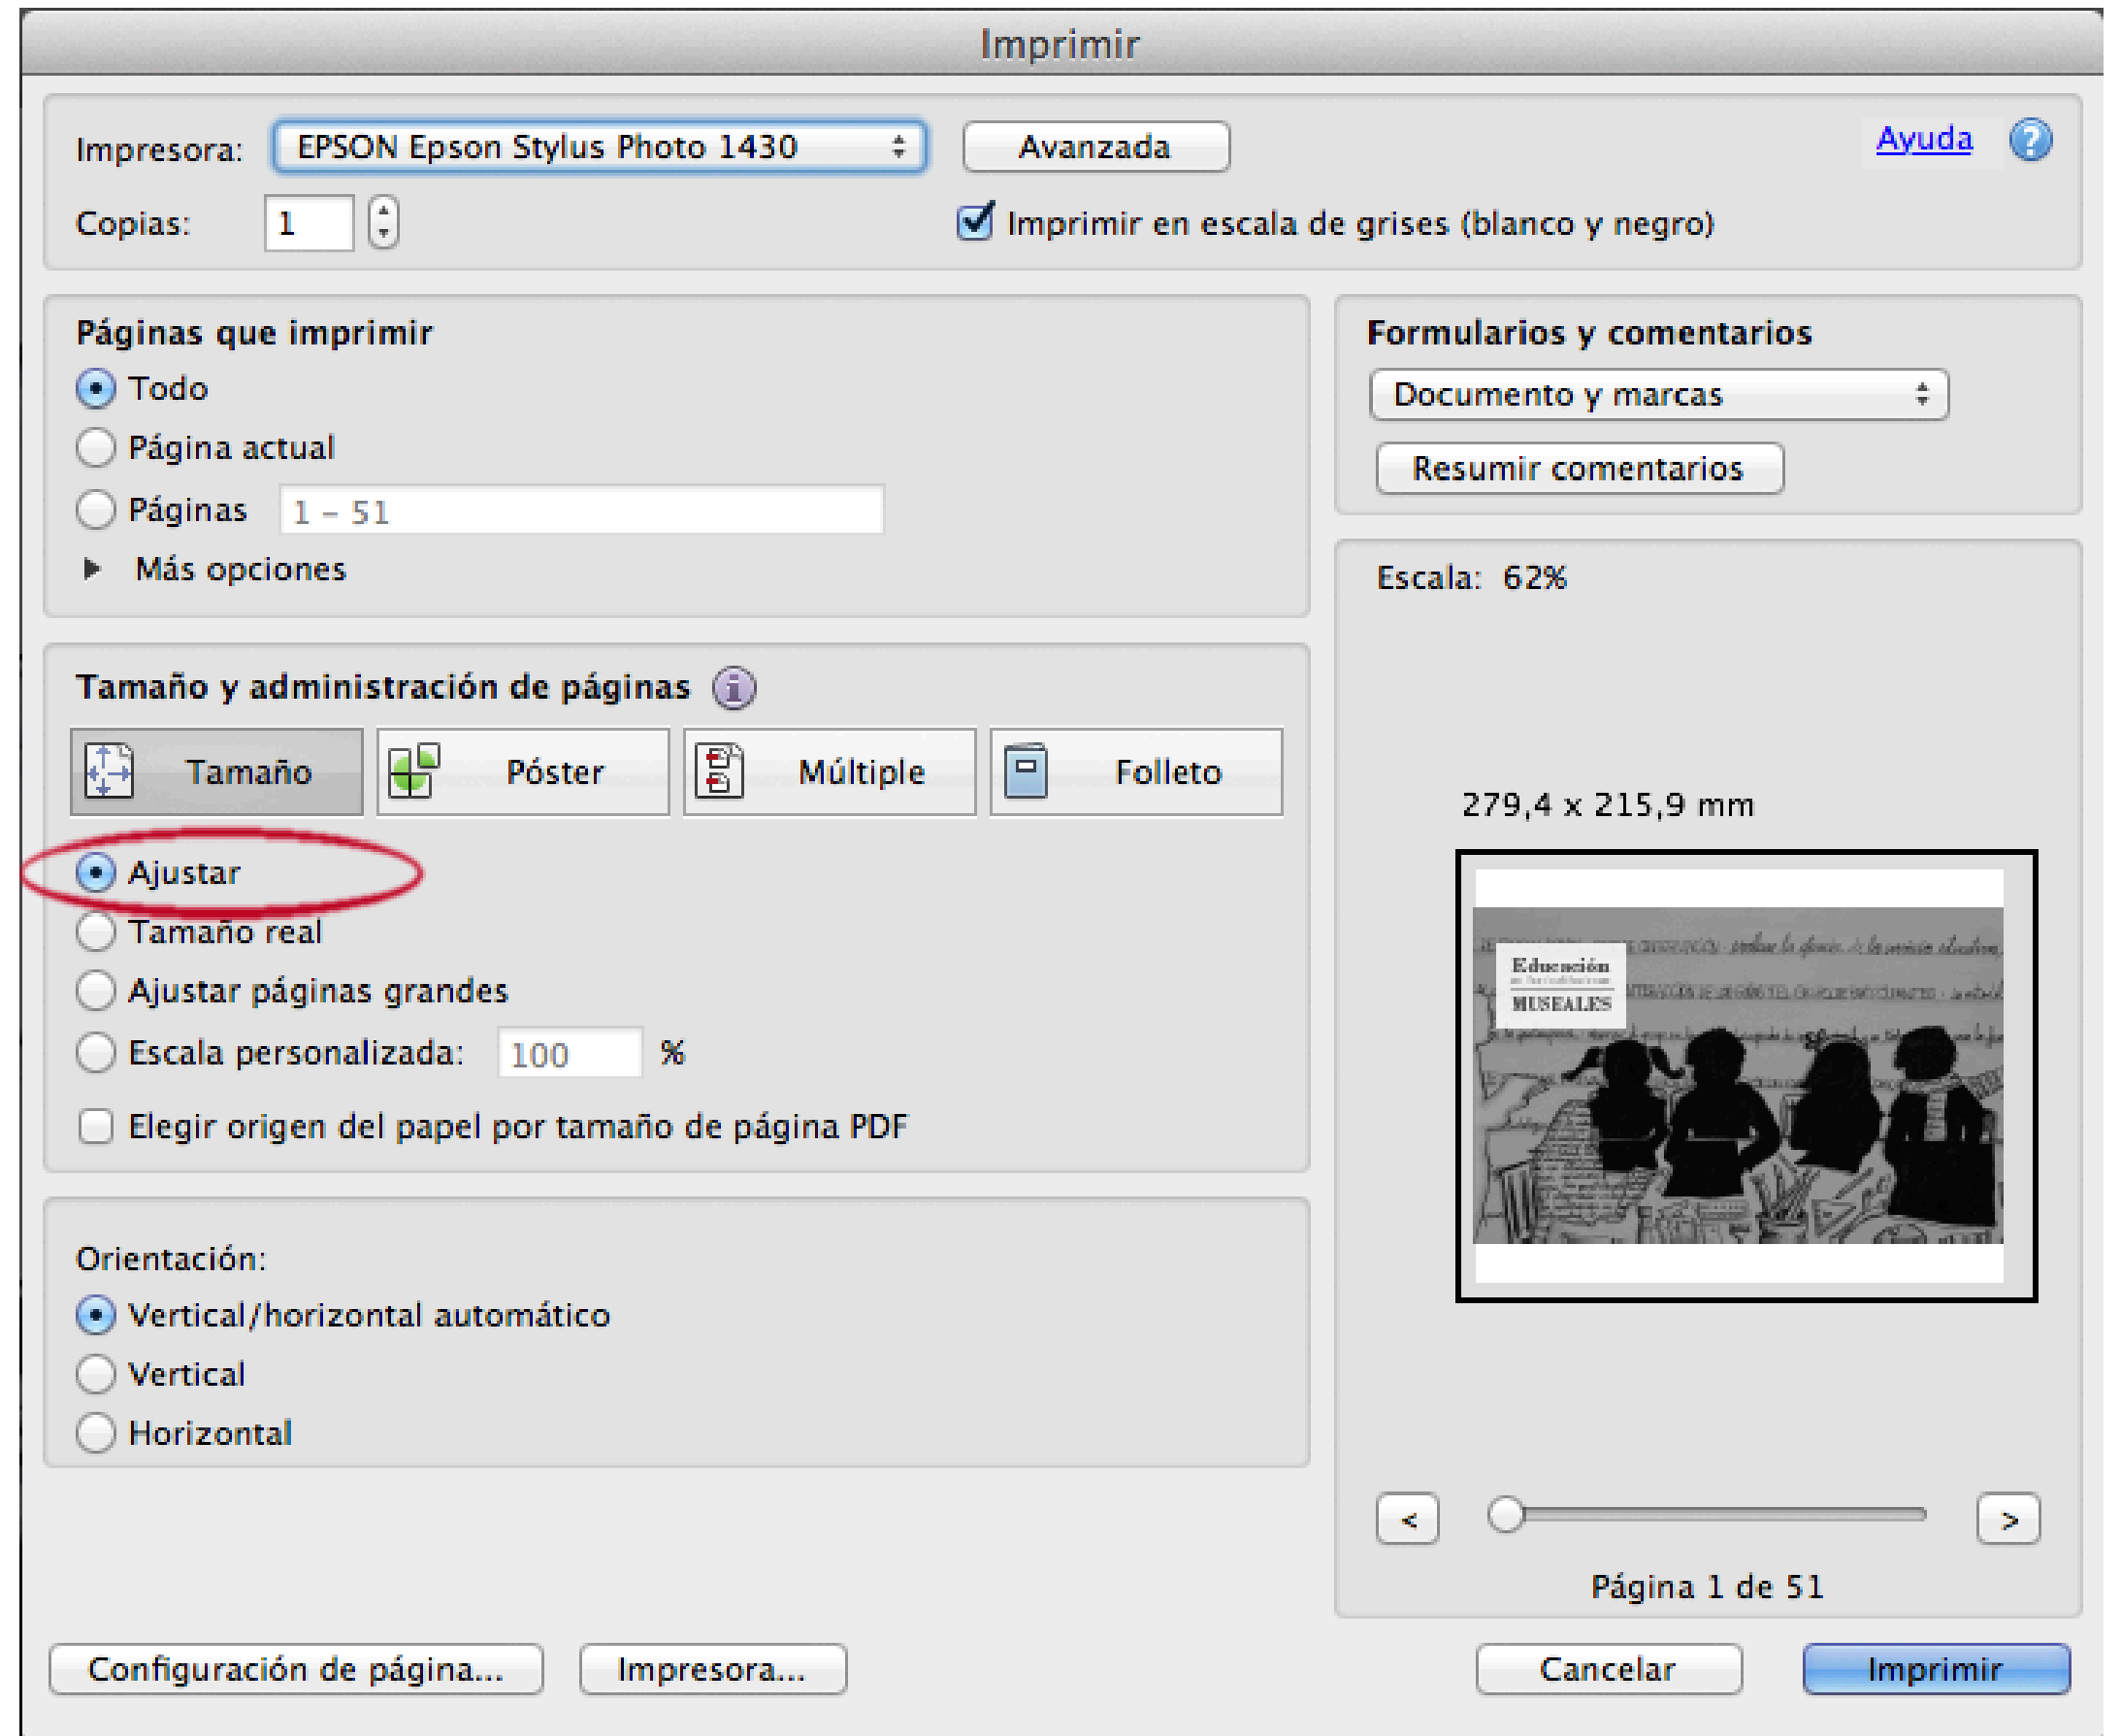 Imprimir
Impresora: EPSON Epson Stylus Photo 1430 Avanzada Ayuda ?
Copias: 1 Imprimir en escala de grises (blanco y negro)
Páginas que imprimir
Todo
Página actual
Páginas 1 – 51
Más opciones
Formularios y comentarios
Documento y marcas
Resumir comentarios
Tamaño y administración de páginas i
Tamaño Póster Múltiple Folleto
Ajustar
Tamaño real
Ajustar páginas grandes
Escala personalizada: 100 %
Elegir origen del papel por tamaño de página PDF
Orientación:
Vertical/horizontal automático
Vertical
Horizontal
Escala: 62%
279,4 x 215,9 mm
Educación
MUSEALES
< >
Página 1 de 51
Configuración de página... Impresora... Cancelar Imprimir